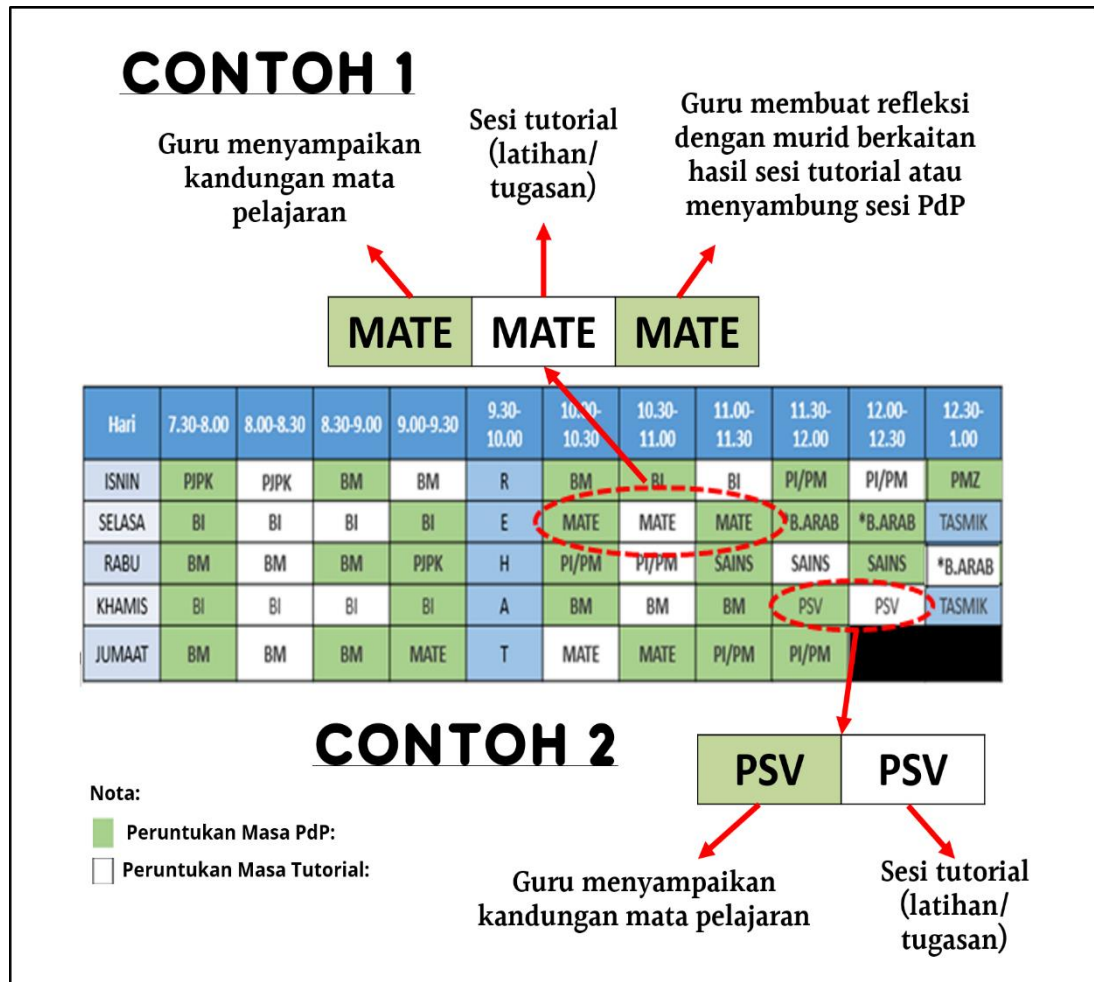 CONTOH 1
Guru menyampaikan
kandungan mata
pelajaran
Sesi tutorial
(latihan/
tugasan)
Guru membuat refleksi
dengan murid berkaitan
hasil sesi tutorial atau
menyambung sesi PdP
MATE MATE MATE
Hari 7.30-8.00 8.00-8.30 8.30-9.00 9.00-9.30 9.30-10.00 10.00-10.30 10.30-11.00 11.00-11.30 11.30-12.00 12.00-12.30 12.30-1.00
ISNIN PJPK PJPK BM BM R BM BI BI PI/PM PI/PM PMZ
SELASA BI BI BI BI E MATE MATE MATE *B.ARAB *B.ARAB TASMIK
RABU BM BM BM PJPK H PI/PM PI/PM SAINS SAINS SAINS *B.ARAB
KHAMIS BI BI BI BI A BM BM BM PSV PSV TASMIK
JUMAAT BM BM BM MATE T MATE MATE PI/PM PI/PM
CONTOH 2
PSV PSV
Nota:
Peruntukan Masa PdP:
Peruntukan Masa Tutorial:
Guru menyampaikan
kandungan mata pelajaran
Sesi tutorial
(latihan/
tugasan)